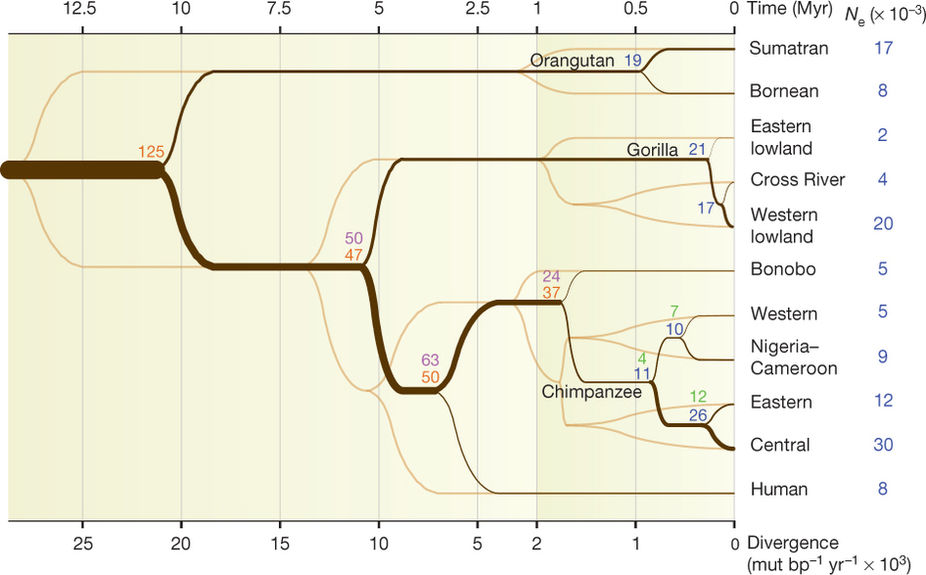 12.5 10 7.5 5 2.5 1 0.5 0 Time (Myr) Nₑ (× 10⁻³)
Sumatran 17
Orangutan 19
Bornean 8
Eastern
lowland 2
125
Gorilla 21
Cross River 4
17
Western
lowland 20
50
47
Bonobo 5
24
37
Western 5
7
10
Nigeria–
Cameroon 9
63
50
4
11
Chimpanzee
Eastern 12
12
26
Central 30
Human 8
25 20 15 10 5 2 1 0 Divergence
(mut bp⁻¹ yr⁻¹ × 10³)